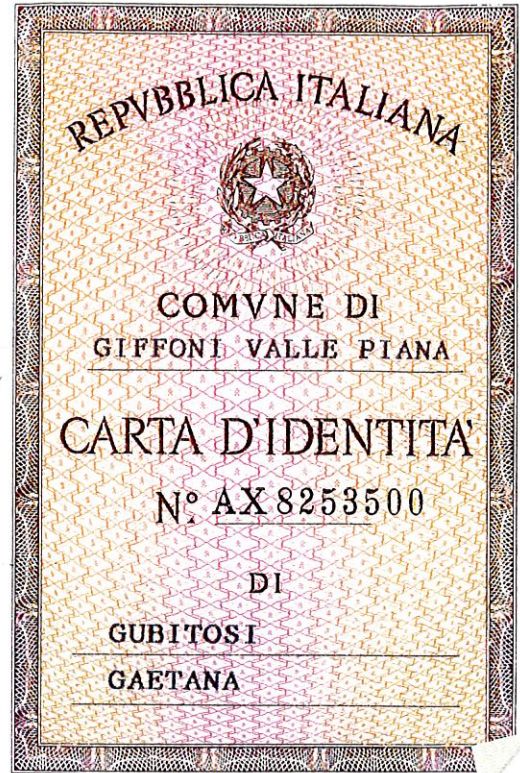 REPVBBLICA ITALIANA
COMVNE DI
GIFFONI VALLE PIANA
CARTA D'IDENTITA'
N° AX 8253500
DI
GUBITOSI
GAETANA